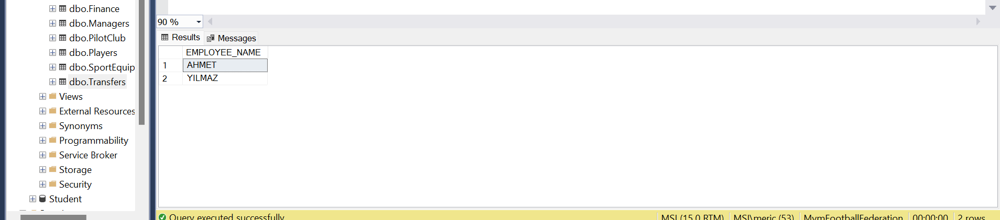 dbo.Finance
dbo.Managers
dbo.PilotClub
dbo.Players
dbo.SportEquip
dbo.Transfers
Views
External Resources
Synonyms
Programmability
Service Broker
Storage
Security
Student
90 %
Results Messages
EMPLOYEE_NAME
1 AHMET
2 YILMAZ
Query executed successfully
MSI (15.0 RTM) MSI\meric (53) MymFootballFederation 00:00:00 2 rows